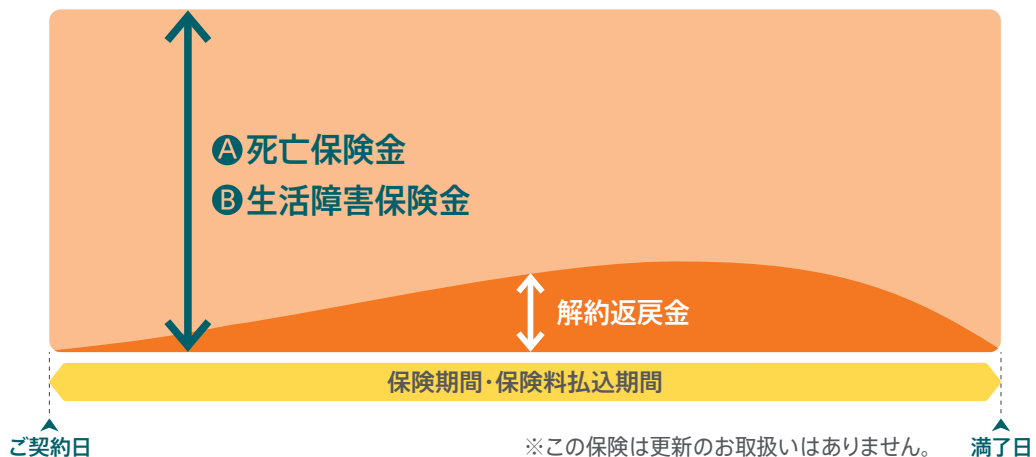 Ⓐ死亡保険金
Ⓑ生活障害保険金
解約返戻金
保険期間・保険料払込期間
ご契約日
※この保険は更新のお取扱いはありません。
満了日